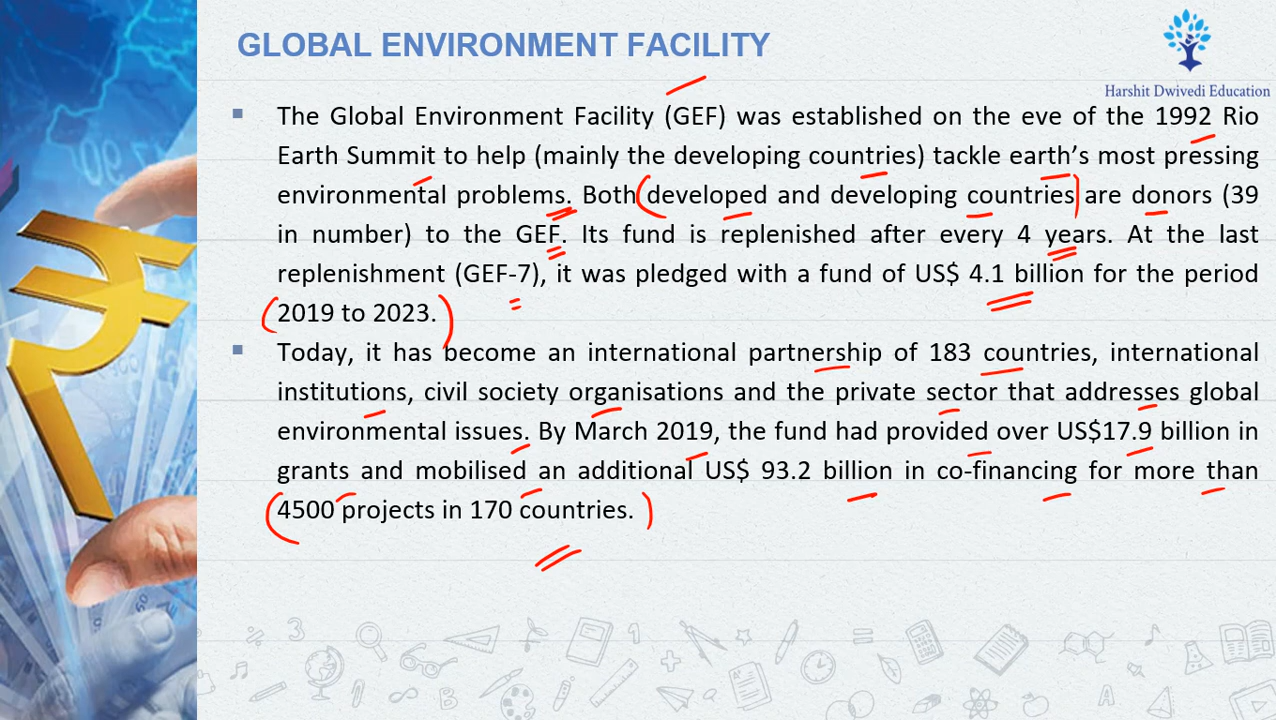 GLOBAL ENVIRONMENT FACILITY
Harshit Dwivedi Education
▪ The Global Environment Facility (GEF) was established on the eve of the 1992 Rio
Earth Summit to help (mainly the developing countries) tackle earth's most pressing
environmental problems. Both developed and developing countries are donors (39
in number) to the GEF. Its fund is replenished after every 4 years. At the last
replenishment (GEF-7), it was pledged with a fund of US$ 4.1 billion for the period
2019 to 2023.
▪ Today, it has become an international partnership of 183 countries, international
institutions, civil society organisations and the private sector that addresses global
environmental issues. By March 2019, the fund had provided over US$17.9 billion in
grants and mobilised an additional US$ 93.2 billion in co-financing for more than
4500 projects in 170 countries.